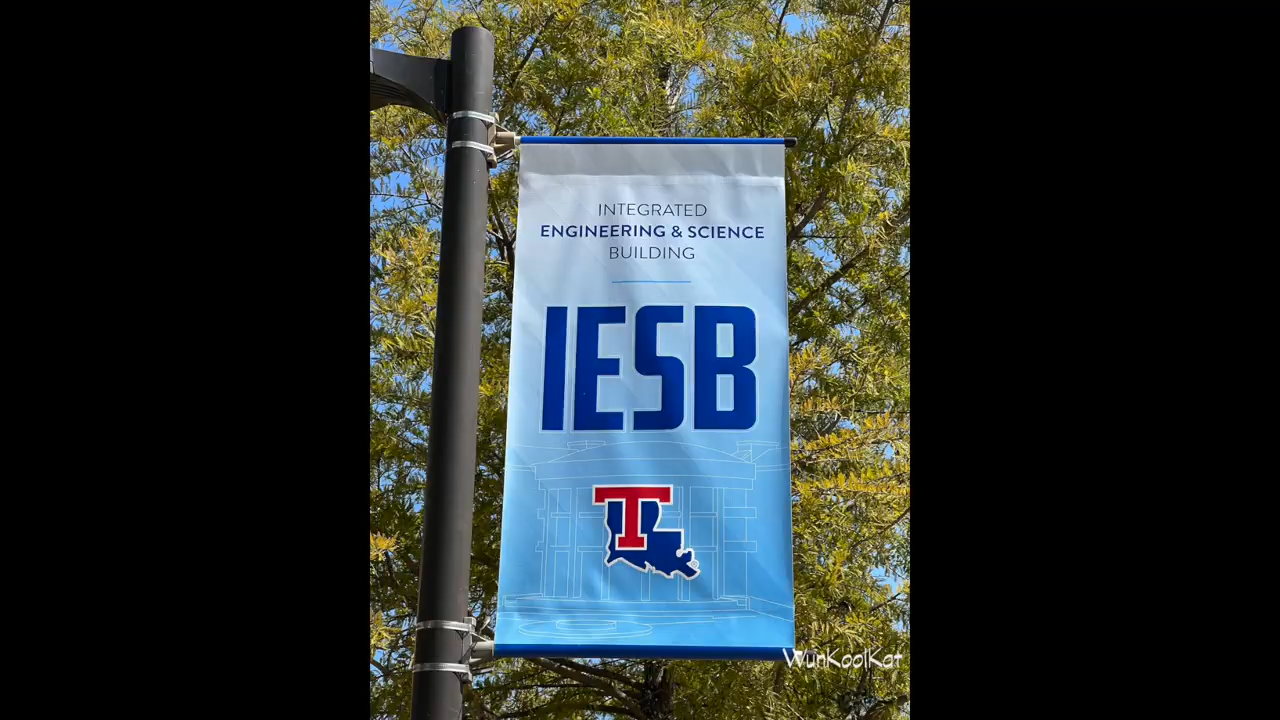 INTEGRATED
ENGINEERING & SCIENCE
BUILDING
IESB
T
WunKoolKat